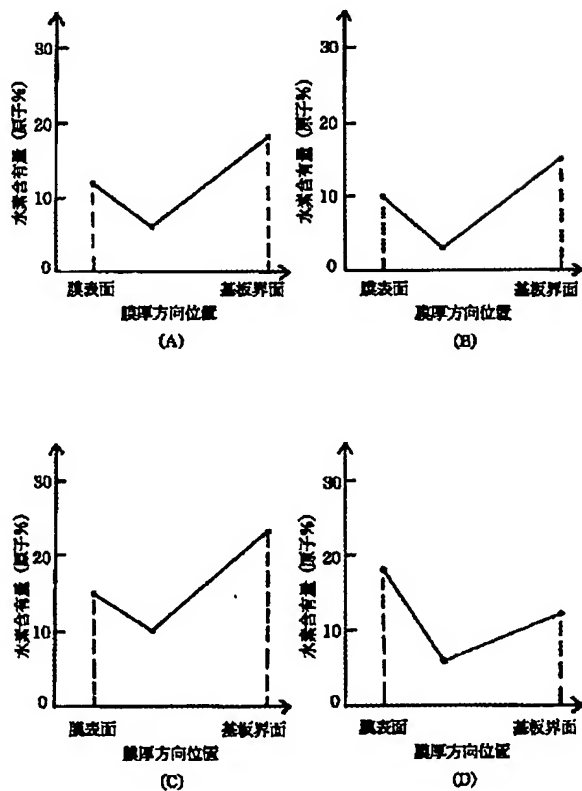 水素含有量 (原子%)
30
20
10
0
膜表面
基板界面
膜厚方向位置
(A)
水素含有量 (原子%)
30
20
10
0
膜表面
基板界面
膜厚方向位置
(B)
水素含有量 (原子%)
30
20
10
0
膜表面
基板界面
膜厚方向位置
(C)
水素含有量 (原子%)
30
20
10
0
膜表面
基板界面
膜厚方向位置
(D)